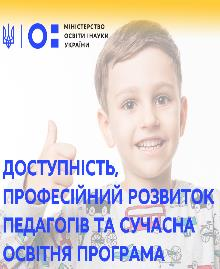 МІНІСТЕРСТВО
ОСВІТИ І НАУКИ
УКРАЇНИ
ДОСТУПНІСТЬ,
ПРОФЕСІЙНИЙ РОЗВИТОК
ПЕДАГОГІВ ТА СУЧАСНА
ОСВІТНЯ ПРОГРАМА